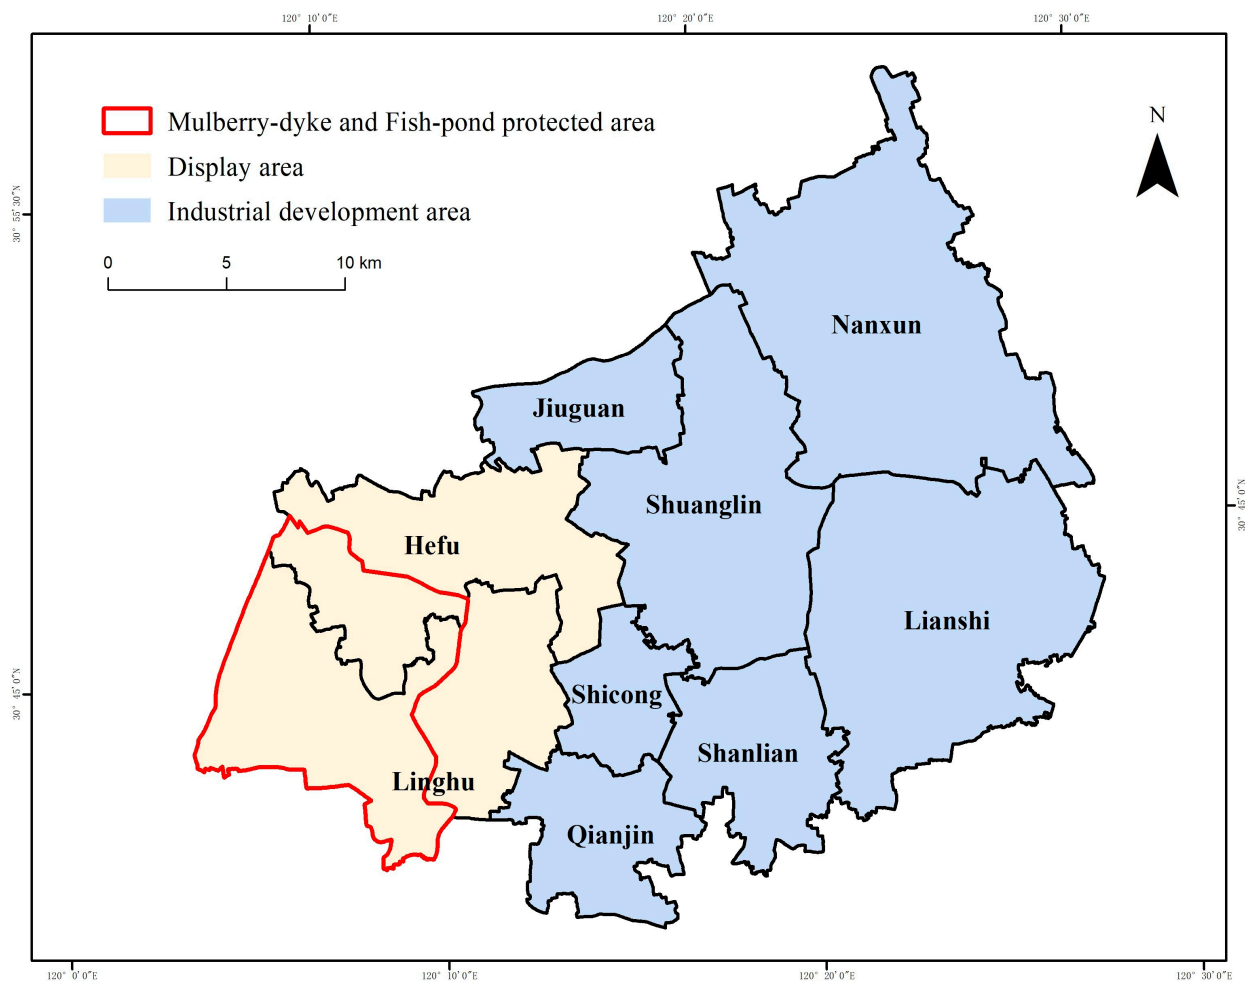 120° 10′0″E
120° 20′0″E
120° 30′0″E
N
Mulberry-dyke and Fish-pond protected area
Display area
Industrial development area
30° 55′30″N
0
5
10 km
Nanxun
Jiuguan
Shuanglin
30° 45′0″N
Hefu
Lianshi
30° 45′0″N
Shicong
Shanlian
Linghu
Qianjin
120° 0′0″E
120° 10′0″E
120° 20′0″E
120° 30′0″E